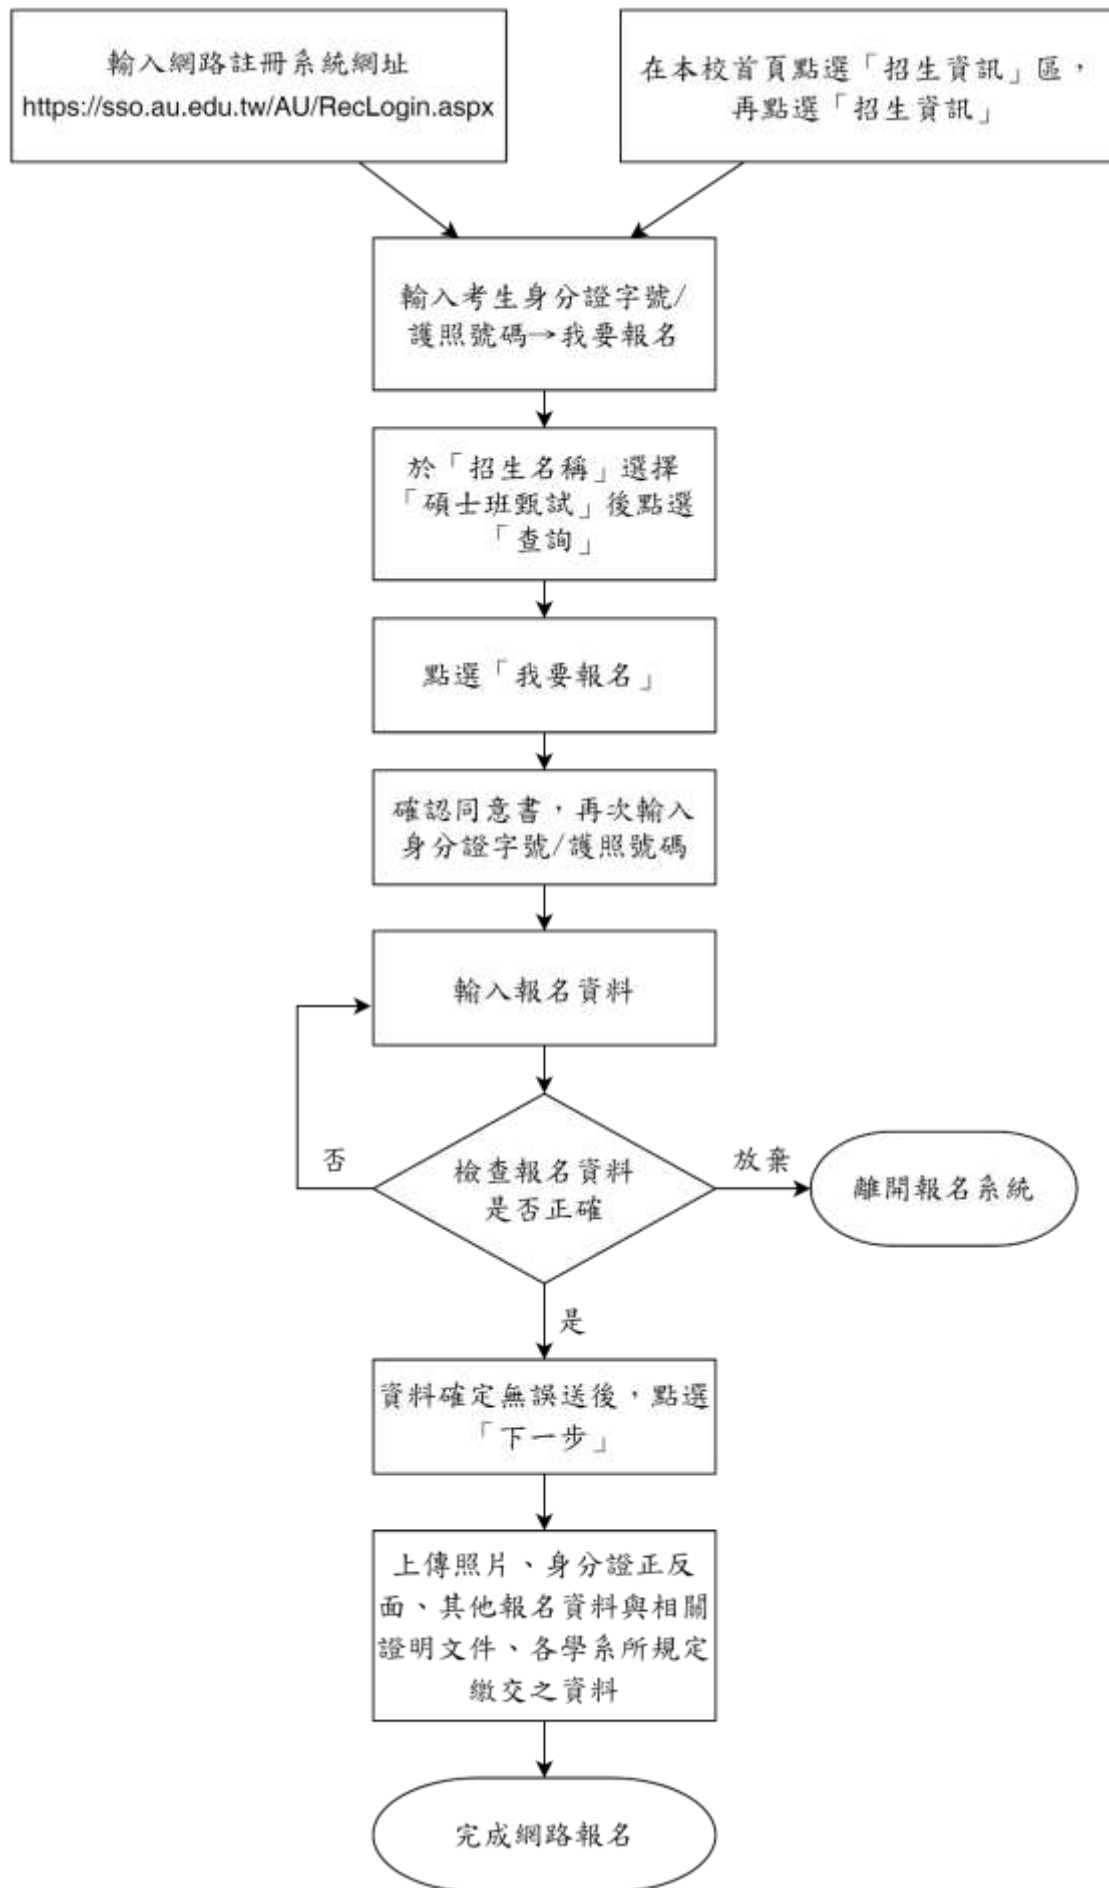 輸入網路註冊系統網址
https://sso.au.edu.tw/AU/RecLogin.aspx
在本校首頁點選「招生資訊」區，
再點選「招生資訊」
輸入考生身分證字號/
護照號碼→我要報名
於「招生名稱」選擇
「碩士班甄試」後點選
「查詢」
點選「我要報名」
確認同意書，再次輸入
身分證字號/護照號碼
輸入報名資料
否
檢查報名資料
是否正確
放棄
離開報名系統
是
資料確定無誤送後，點選
「下一步」
上傳照片、身分證正反
面、其他報名資料與相關
證明文件、各學系所規定
繳交之資料
完成網路報名